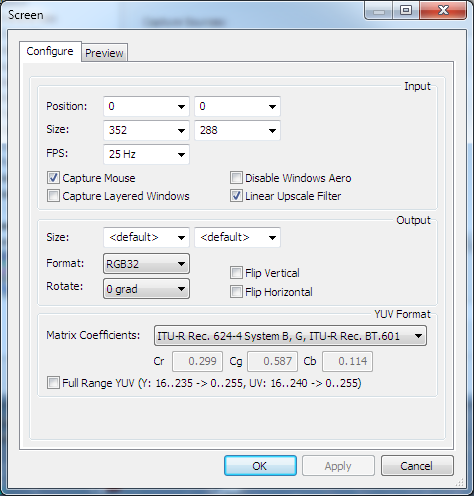 Screen
Capture Sources
Configure Preview
Input
Position: 0 0
Size: 352 288
FPS: 25 Hz
Capture Mouse Disable Windows Aero
Capture Layered Windows Linear Upscale Filter
Output
Size: <default> <default>
Format: RGB32
Flip Vertical
Rotate: 0 grad
Flip Horizontal
YUV Format
Matrix Coefficients: ITU-R Rec. 624-4 System B, G, ITU-R Rec. BT.601
Cr 0.299 Cg 0.587 Cb 0.114
Full Range YUV (Y: 16..235 -> 0..255, UV: 16..240 -> 0..255)
OK Apply Cancel